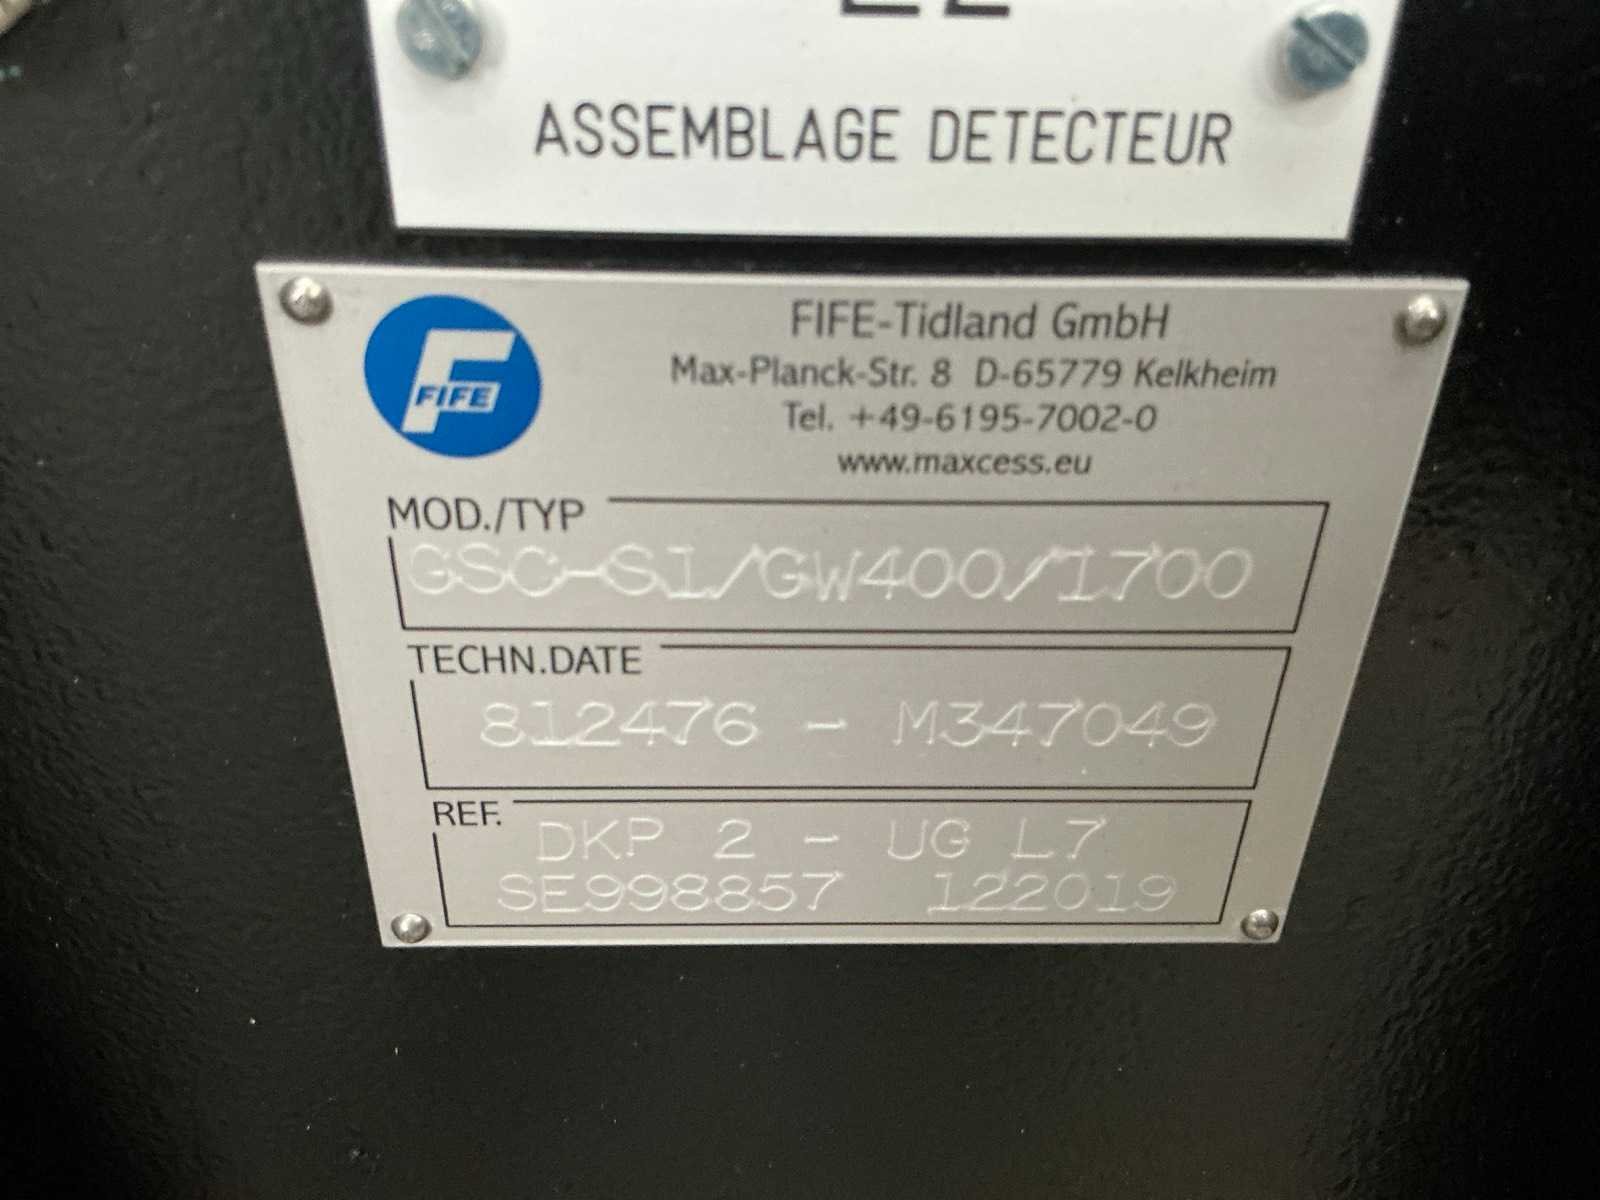 ASSEMBLAGE DETECTEUR
F
FIFE
FIFE-Tidland GmbH
Max-Planck-Str. 8 D-65779 Kelkheim
Tel. +49-6195-7002-0
www.maxcess.eu
MOD./TYP
GSC-SI/GW400/1700
TECHN.DATE
812476 - M347049
REF.
DKP 2 - UG L7
SE998857 122019